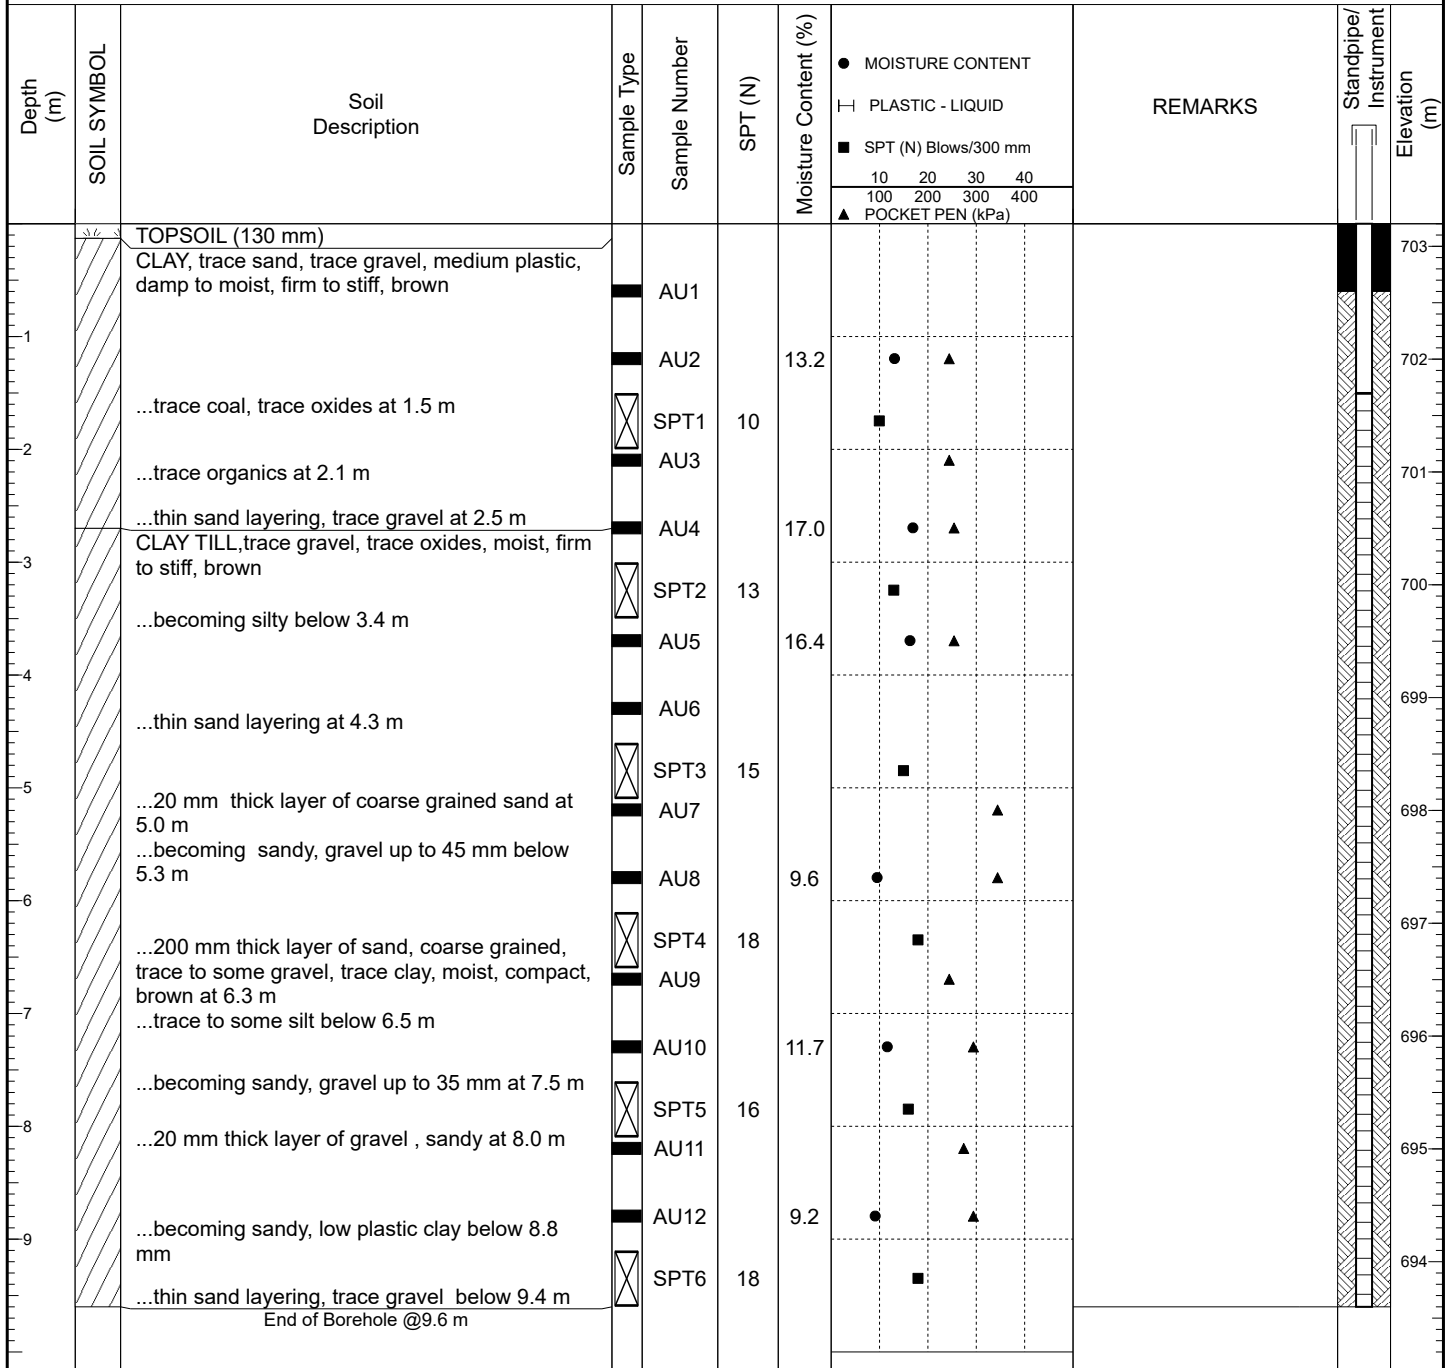 Depth
(m)
SOIL SYMBOL
Soil
Description
Sample Type
Sample Number
SPT (N)
Moisture Content (%)
MOISTURE CONTENT
PLASTIC - LIQUID
SPT (N) Blows/300 mm
10 20 30 40
100 200 300 400
POCKET PEN (kPa)
REMARKS
Standpipe/
Instrument
Elevation
(m)
TOPSOIL (130 mm)
703
CLAY, trace sand, trace gravel, medium plastic,
damp to moist, firm to stiff, brown
AU1
1
AU2 13.2
702
...trace coal, trace oxides at 1.5 m
SPT1 10
2
AU3
...trace organics at 2.1 m
701
...thin sand layering, trace gravel at 2.5 m
AU4 17.0
CLAY TILL,trace gravel, trace oxides, moist, firm
to stiff, brown
3
SPT2 13
700
...becoming silty below 3.4 m
AU5 16.4
4
699
AU6
...thin sand layering at 4.3 m
SPT3 15
5
...20 mm thick layer of coarse grained sand at
5.0 m
AU7
698
...becoming sandy, gravel up to 45 mm below
5.3 m
AU8 9.6
6
697
SPT4 18
...200 mm thick layer of sand, coarse grained,
trace to some gravel, trace clay, moist, compact,
brown at 6.3 m
AU9
7
...trace to some silt below 6.5 m
696
AU10 11.7
...becoming sandy, gravel up to 35 mm at 7.5 m
SPT5 16
8
...20 mm thick layer of gravel , sandy at 8.0 m
AU11
695
AU12 9.2
...becoming sandy, low plastic clay below 8.8
mm
9
694
SPT6 18
...thin sand layering, trace gravel below 9.4 m
End of Borehole @9.6 m